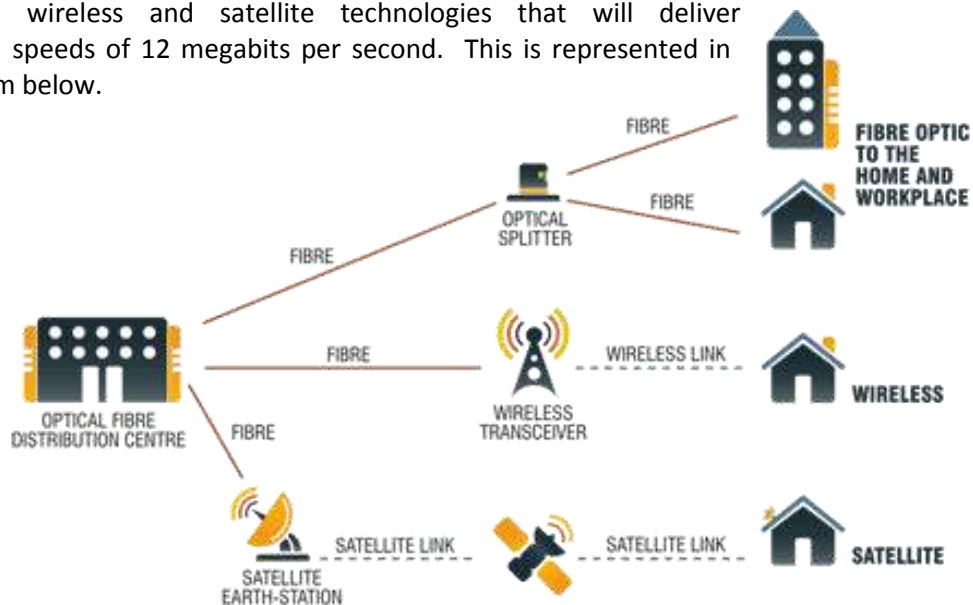 wireless and satellite technologies that will deliver
speeds of 12 megabits per second. This is represented in
m below.
FIBRE
FIBRE OPTIC
TO THE
HOME AND
WORKPLACE
FIBRE
OPTICAL
SPLITTER
FIBRE
FIBRE
WIRELESS LINK
WIRELESS
OPTICAL FIBRE
DISTRIBUTION CENTRE
WIRELESS
TRANSCEIVER
FIBRE
SATELLITE LINK
SATELLITE LINK
SATELLITE
SATELLITE
EARTH-STATION